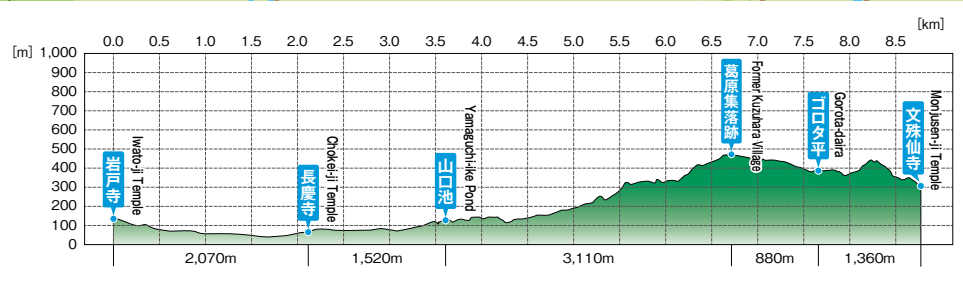 [km]
0.0 0.5 1.0 1.5 2.0 2.5 3.0 3.5 4.0 4.5 5.0 5.5 6.0 6.5 7.0 7.5 8.0 8.5
[m] 1,000
900
800
700
600
500
400
300
200
100
0
岩戸寺
Iwato-ji Temple
長慶寺
Chokei-ji Temple
山口池
Yamaguchi-ike Pond
葛原集落跡
Former Kuzuhara Village
ゴロタ平
Gorota-daira
文殊仙寺
Monjusen-ji Temple
2,070m 1,520m 3,110m 880m 1,360m